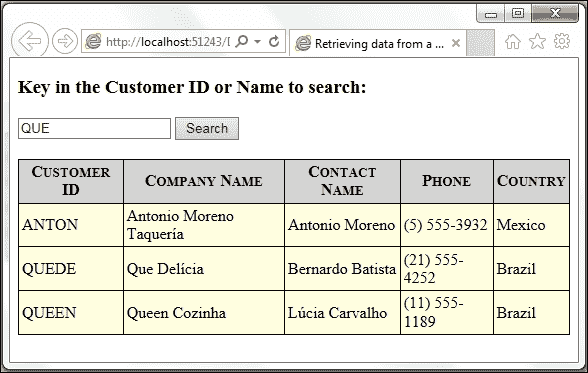 http://localhost:51243/D
Retrieving data from a ...
Key in the Customer ID or Name to search:
QUE Search
CUSTOMER ID COMPANY NAME CONTACT NAME PHONE COUNTRY
ANTON Antonio Moreno Taquería Antonio Moreno (5) 555-3932 Mexico
QUEDE Que Delícia Bernardo Batista (21) 555-4252 Brazil
QUEEN Queen Cozinha Lúcia Carvalho (11) 555-1189 Brazil